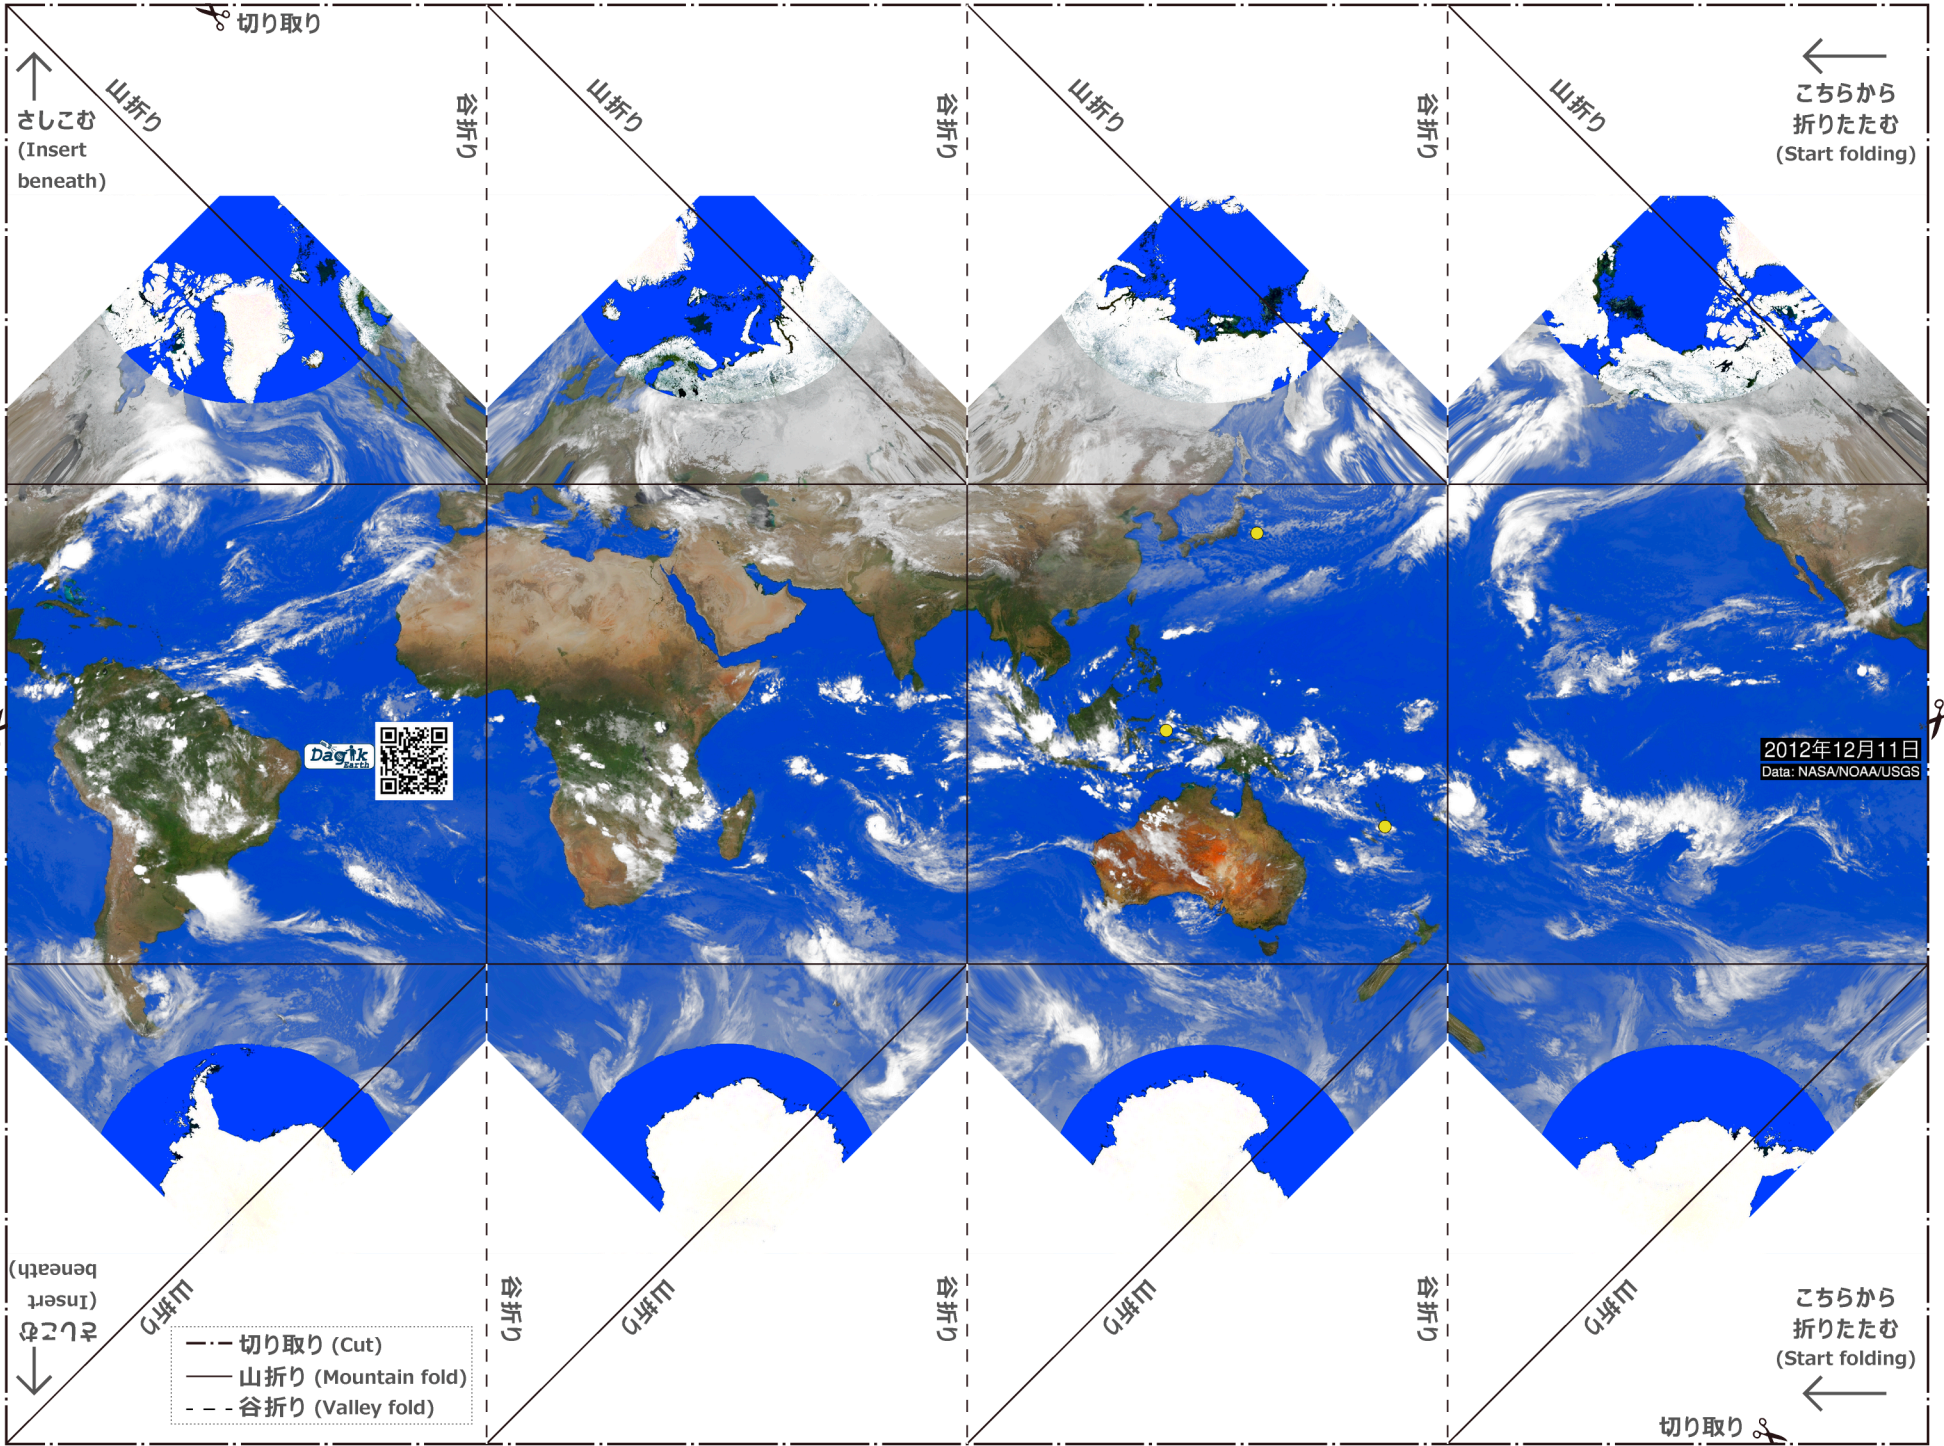 切り取り
山折り
谷折り
山折り
谷折り
山折り
谷折り
山折り
さしこむ
(Insert
beneath)
こちらから
折りたたむ
(Start folding)
Dagik
Earth
2012年12月11日
Data: NASA/NOAA/USGS
さしこむ
(Insert
beneath)
山折り
谷折り
山折り
谷折り
山折り
谷折り
山折り
こちらから
折りたたむ
(Start folding)
切り取り (Cut)
山折り (Mountain fold)
谷折り (Valley fold)
切り取り